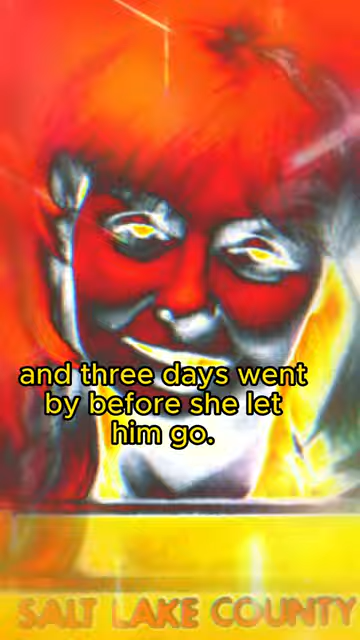 and three days went
by before she let
him go.
SALT LAKE COUNTY